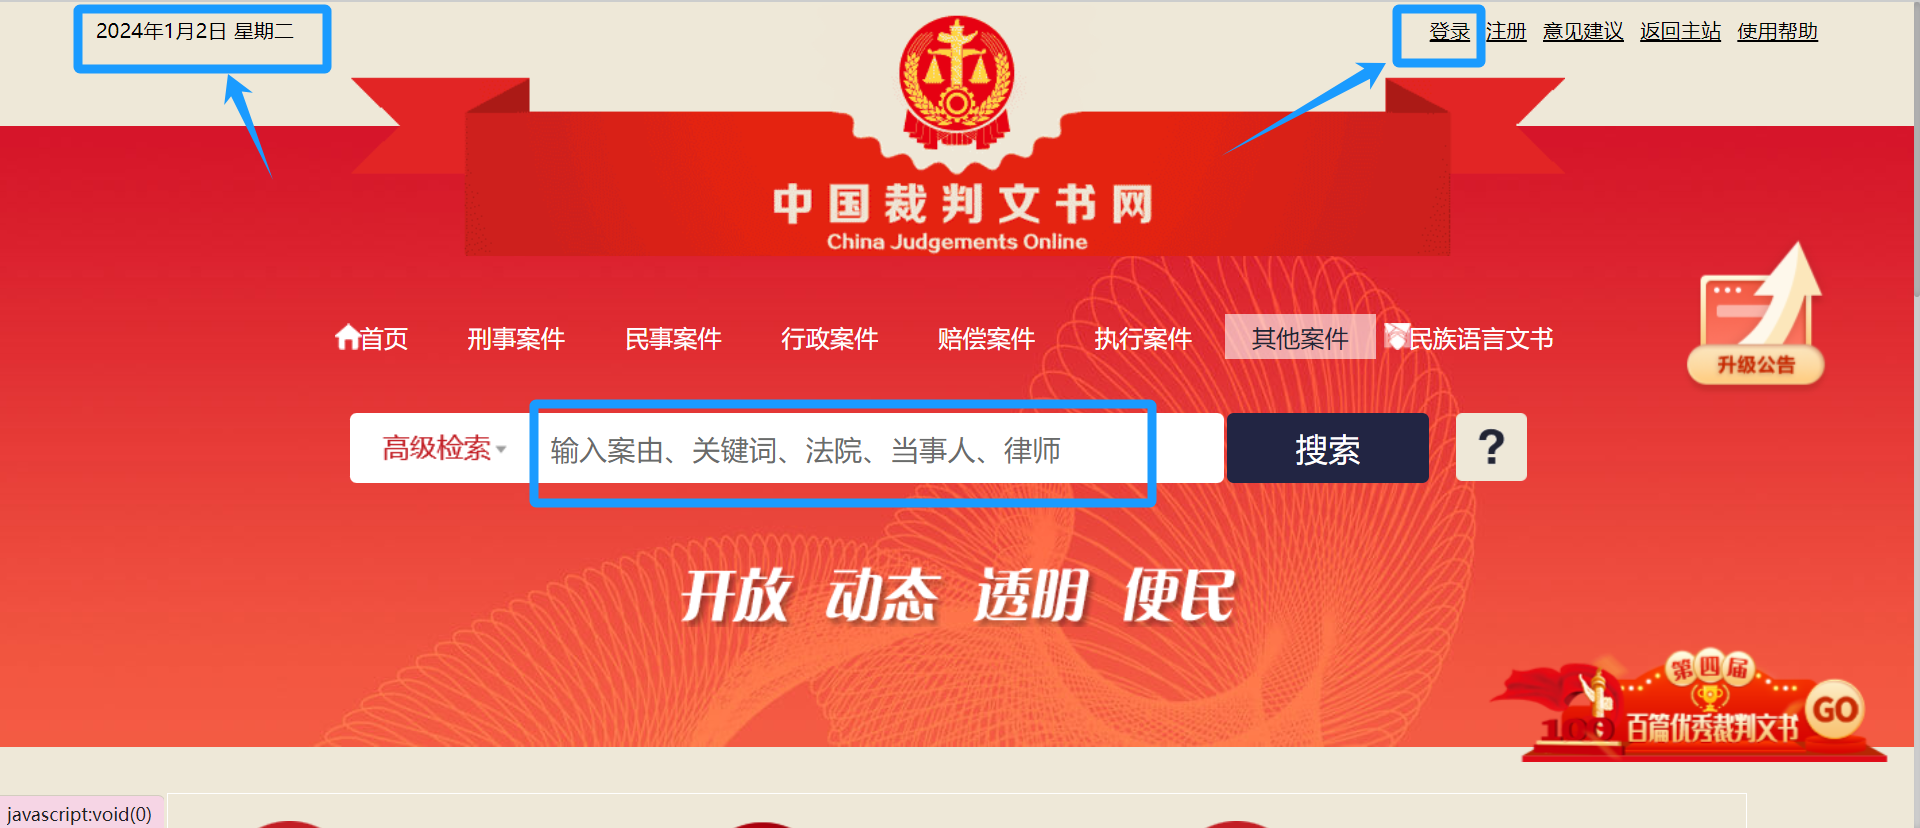 2024年1月2日 星期二
登录 注册 意见建议 返回主站 使用帮助
中国裁判文书网
China Judgements Online
首页 刑事案件 民事案件 行政案件 赔偿案件 执行案件 其他案件 民族语言文书
升级公告
高级检索 输入案由、关键词、法院、当事人、律师 搜索 ?
开放 动态 透明 便民
第四届
100 百篇优秀裁判文书 GO
javascript:void(0)